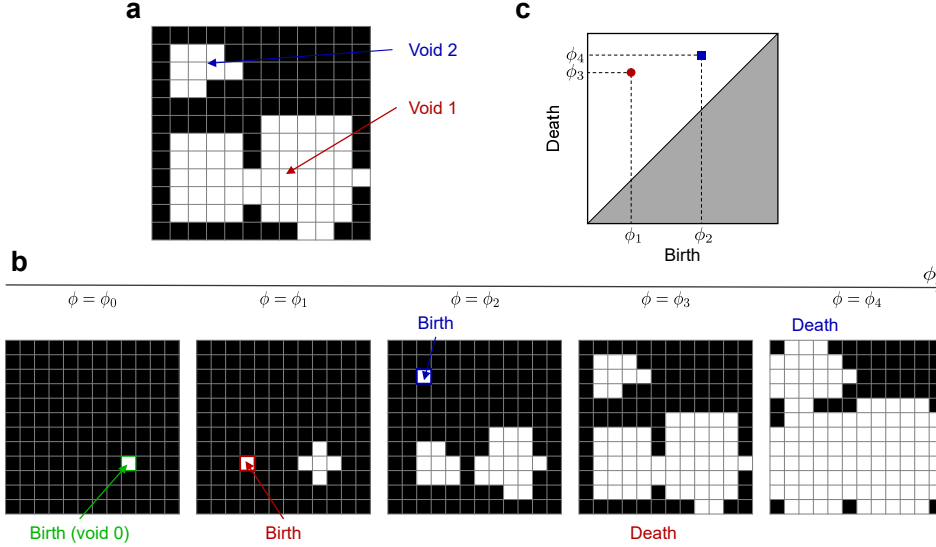 a
Void 2
Void 1
c
ϕ4
ϕ3
Death
ϕ1
ϕ2
Birth
b
ϕ
ϕ = ϕ0
ϕ = ϕ1
ϕ = ϕ2
ϕ = ϕ3
ϕ = ϕ4
Birth
Death
Birth (void 0)
Birth
Death